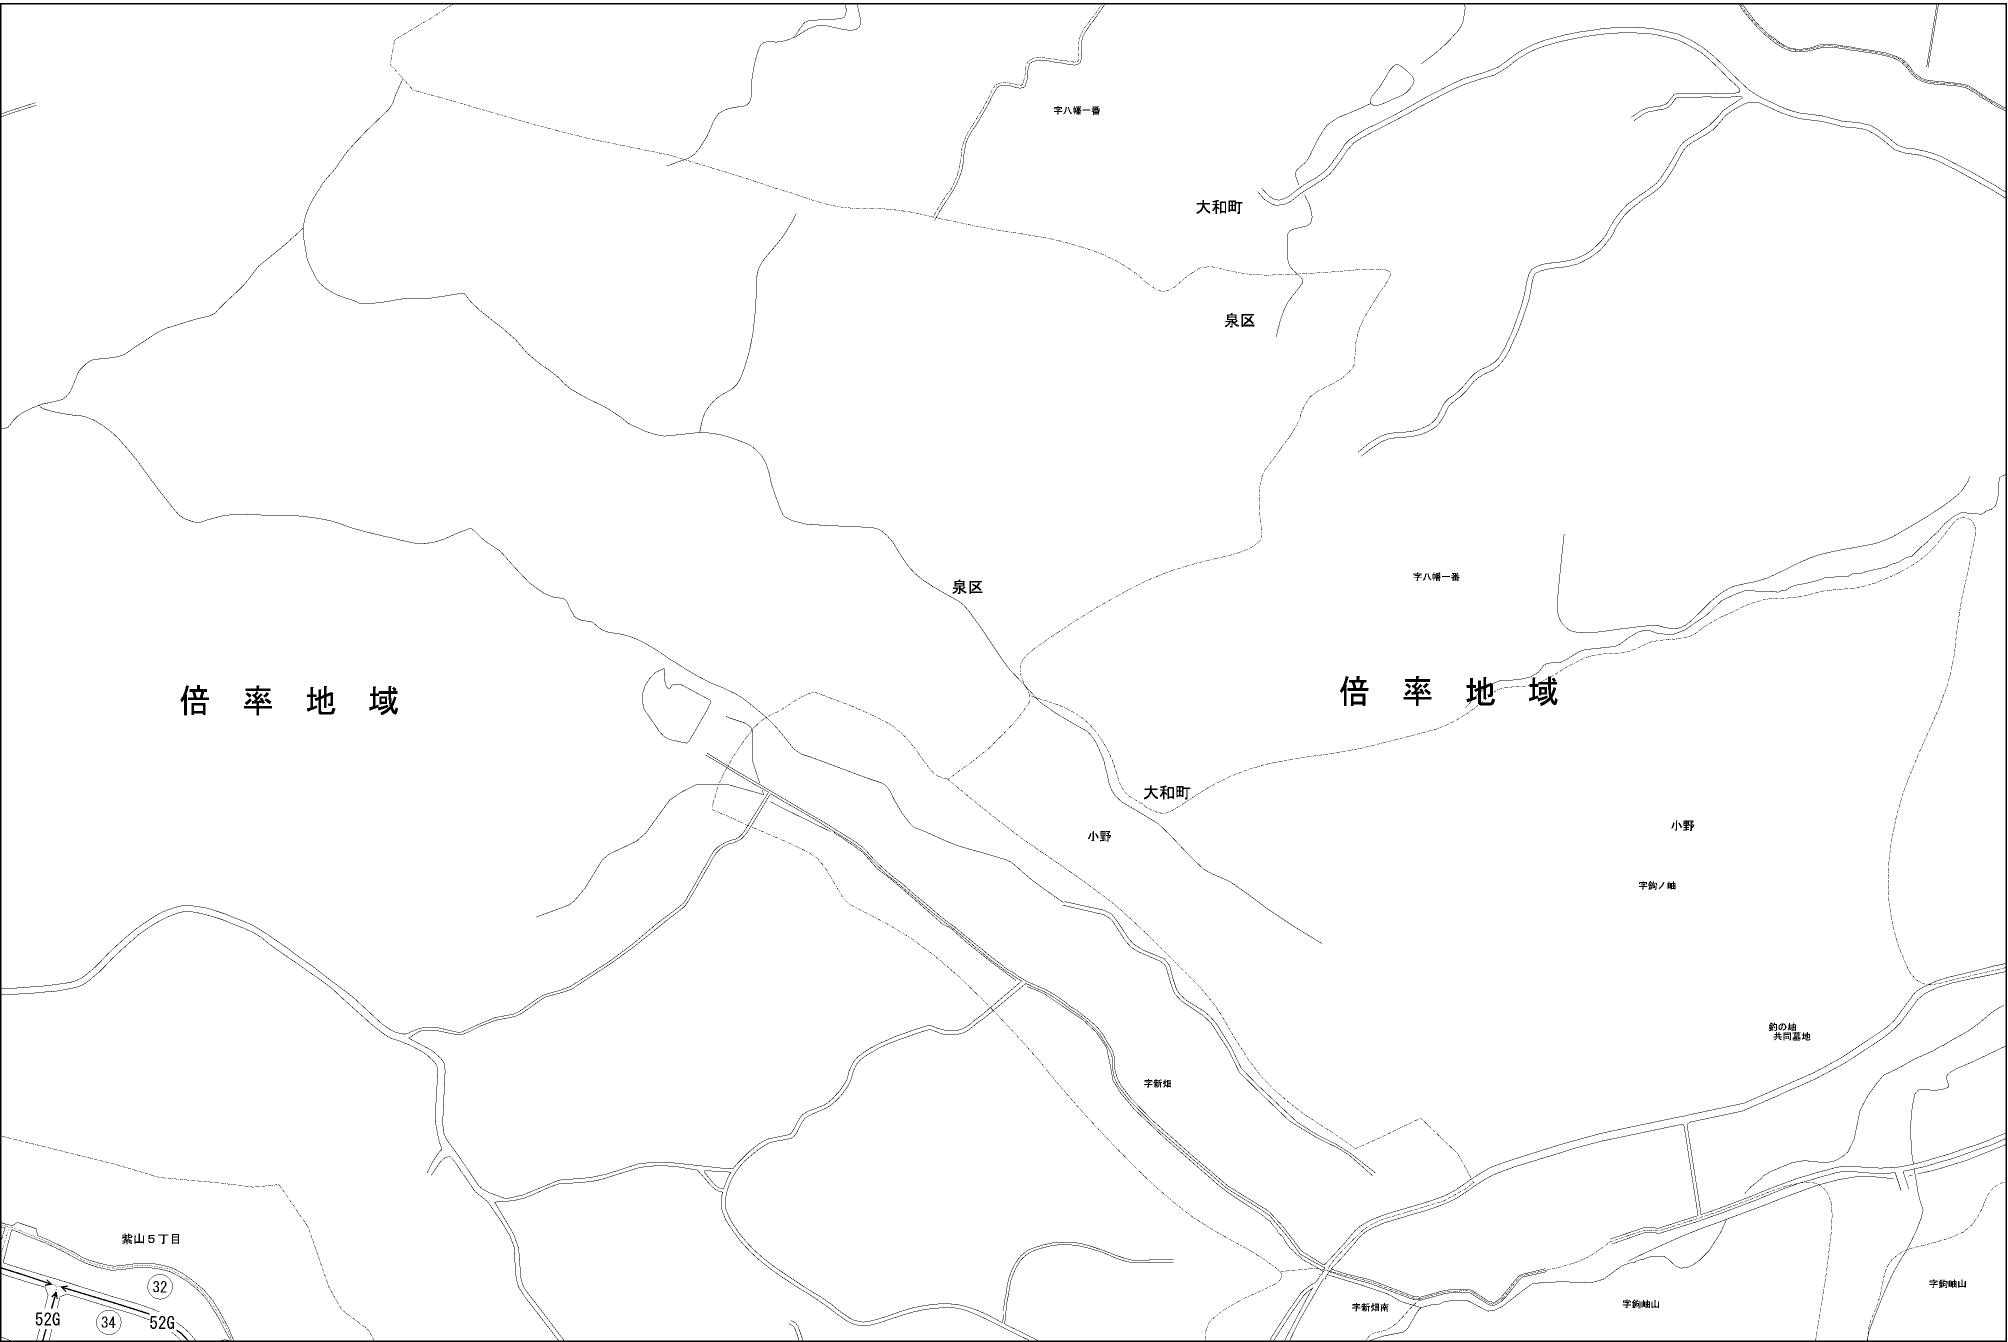 字八幡一番
大和町
泉区
字八幡一番
泉区
倍 率 地 域
倍 率 地 域
大和町
小野
小野
字鉤ノ岫
釣の岫
共同墓地
字新畑
紫山5丁目
32
52G
34
52G
字新畑南
字鉤岫山
字鉤岫山